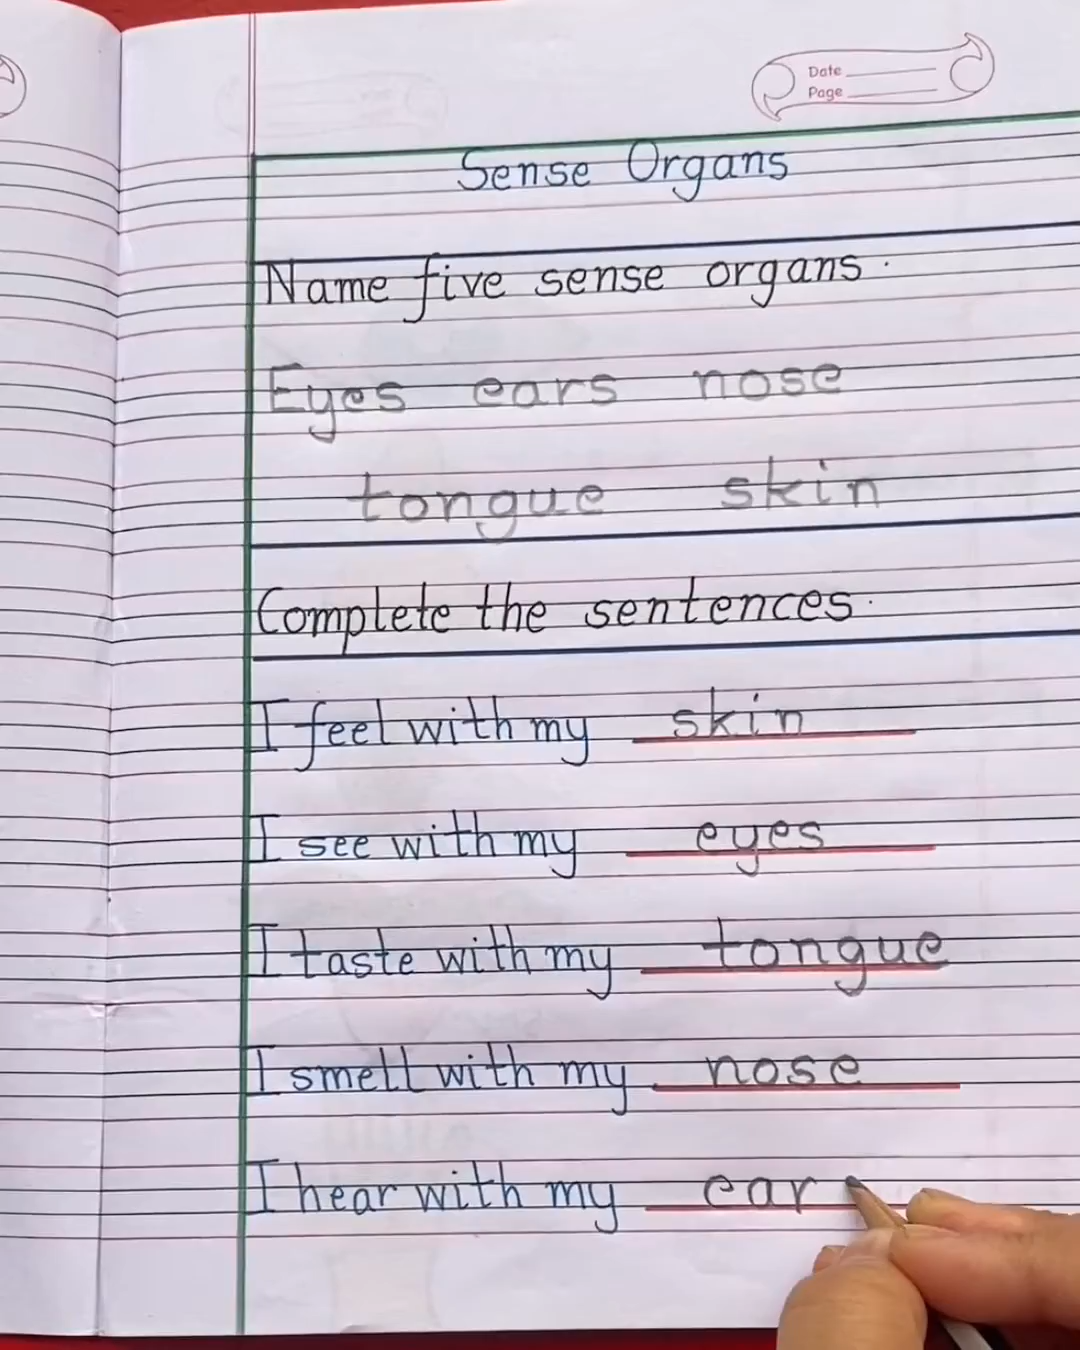 Date
Page
Sense Organs
Name five sense organs.
Eyes ears nose
tongue skin
Complete the sentences.
I feel with my skin
I see with my eyes
I taste with my tongue
I smell with my nose
I hear with my ear